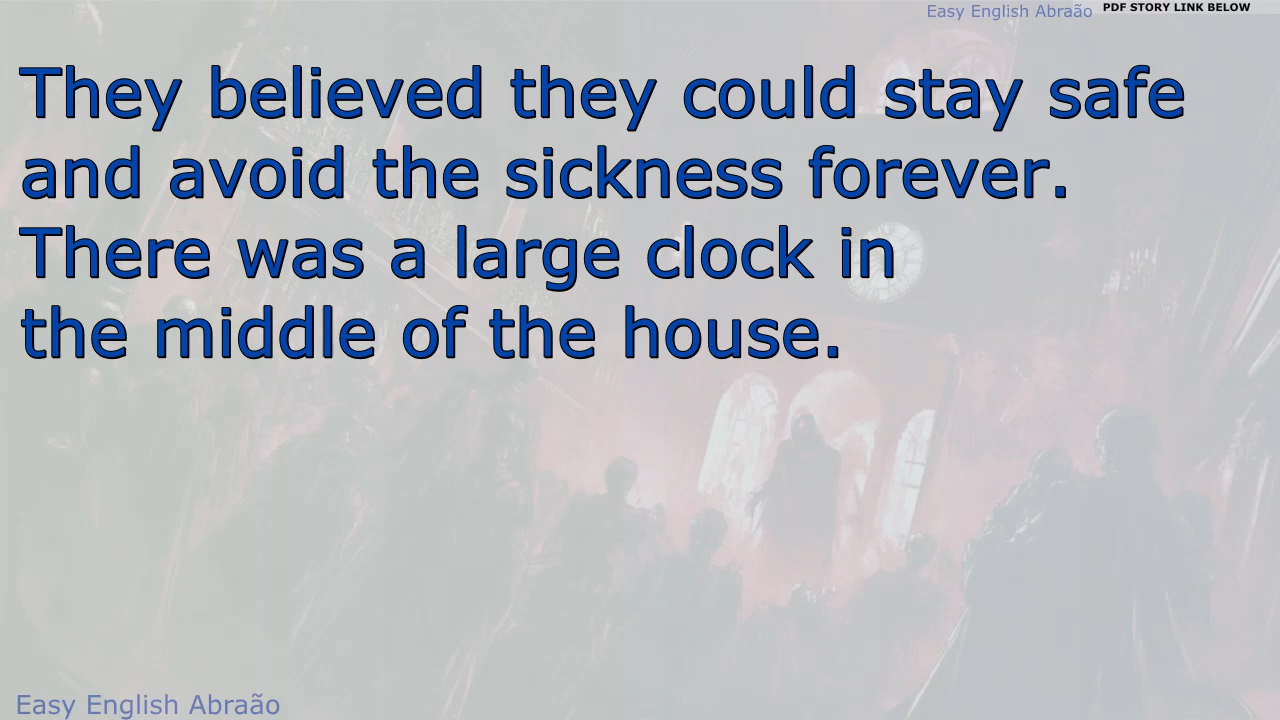 Easy English Abraão
PDF STORY LINK BELOW
They believed they could stay safe
and avoid the sickness forever.
There was a large clock in
the middle of the house.
Easy English Abraão